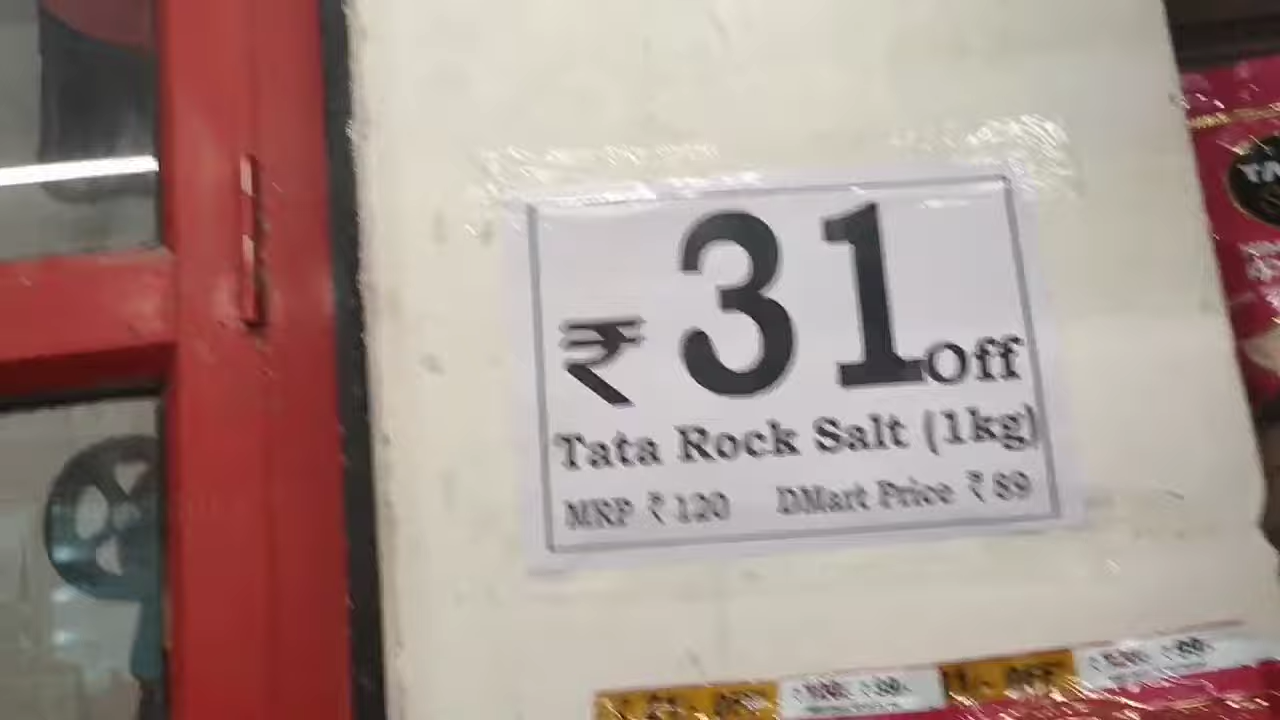 ₹ 31 Off
Tata Rock Salt (1kg)
MRP ₹ 120 DMart Price ₹ 89